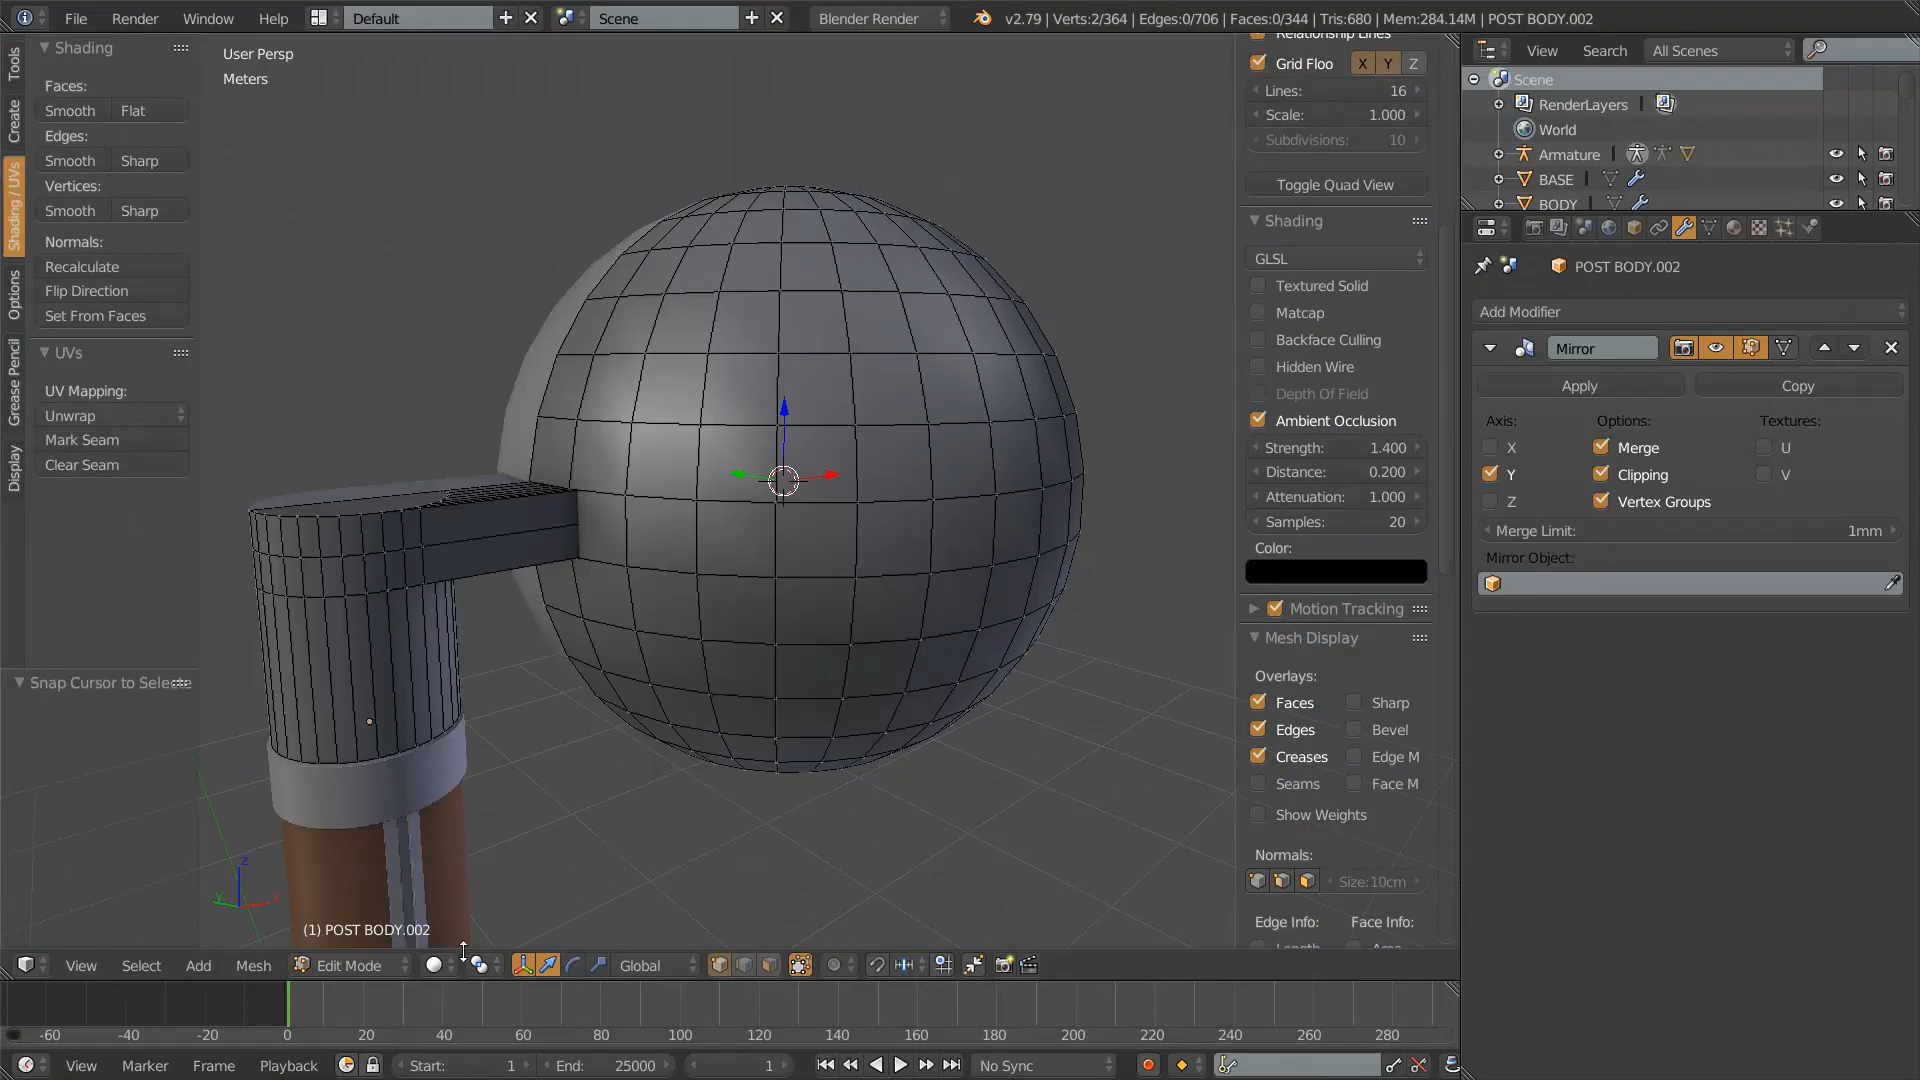 File Render Window Help Default Scene Blender Render v2.79 | Verts:2/364 | Edges:0/706 | Faces:0/344 | Tris:680 | Mem:284.14M | POST BODY.002
Tools
Create
Shading / UVs
Options
Grease Pencil
Display
Shading
Faces:
Smooth Flat
Edges:
Smooth Sharp
Vertices:
Smooth Sharp
Normals:
Recalculate
Flip Direction
Set From Faces
UVs
UV Mapping:
Unwrap
Mark Seam
Clear Seam
Snap Cursor to Selecte
User Persp
Meters
z
y
x
(1) POST BODY.002
Relationship Lines
Grid Floo X Y Z
Lines: 16
Scale: 1.000
Subdivisions: 10
Toggle Quad View
Shading
GLSL
Textured Solid
Matcap
Backface Culling
Hidden Wire
Depth Of Field
Ambient Occlusion
Strength: 1.400
Distance: 0.200
Attenuation: 1.000
Samples: 20
Color:
Motion Tracking
Mesh Display
Overlays:
Faces Sharp
Edges Bevel
Creases Edge M
Seams Face M
Show Weights
Normals:
Size:10cm
Edge Info: Face Info:
View Search All Scenes
Scene
RenderLayers
World
Armature
BASE
BODY
POST BODY.002
Add Modifier
Mirror
Apply Copy
Axis: Options: Textures:
X Merge U
Y Clipping V
Z Vertex Groups
Merge Limit: 1mm
Mirror Object:
View Select Add Mesh Edit Mode Global
-60 -40 -20 0 20 40 60 80 100 120 140 160 180 200 220 240 260 280
View Marker Frame Playback Start: 1 End: 25000 1 No Sync